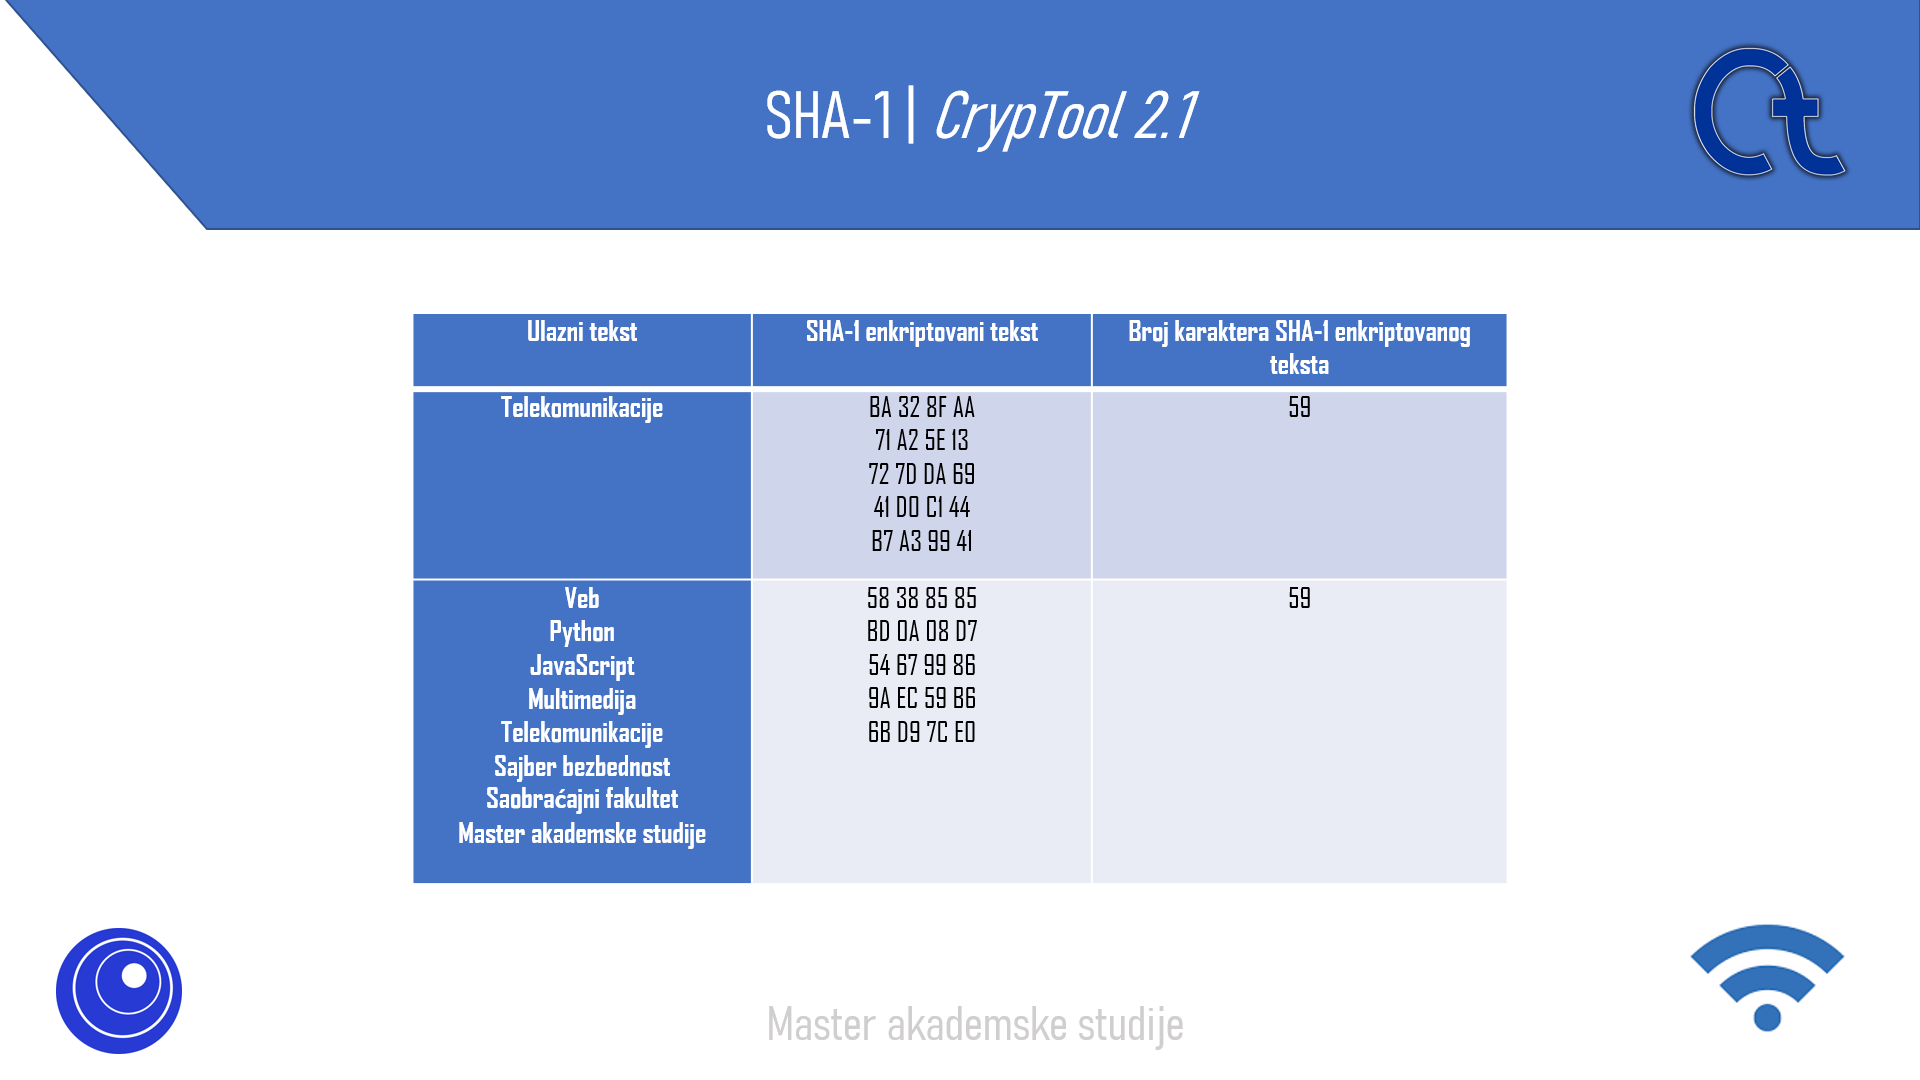 SHA-1 | CrypTool 2.1
Ct
Ulazni tekst
SHA-1 enkriptovani tekst
Broj karaktera SHA-1 enkriptovanog
teksta
Telekomunikacije
BA 32 8F AA
71 A2 5E 13
72 7D DA 69
41 D0 C1 44
B7 A3 99 41
59
Veb
Python
JavaScript
Multimedija
Telekomunikacije
Sajber bezbednost
Saobraćajni fakultet
Master akademske studije
58 38 85 85
BD 0A 08 D7
54 67 99 86
9A EC 59 B6
6B D9 7C E0
59
Master akademske studije